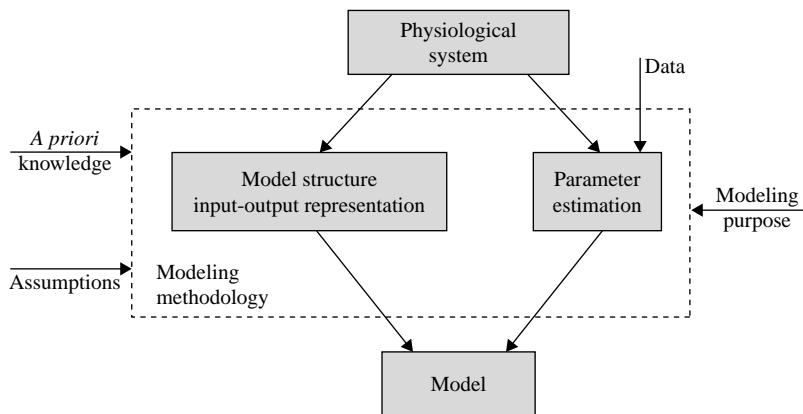 Physiological
system
Data
A priori
knowledge
Model structure
input-output representation
Parameter
estimation
Modeling
purpose
Assumptions
Modeling
methodology
Model